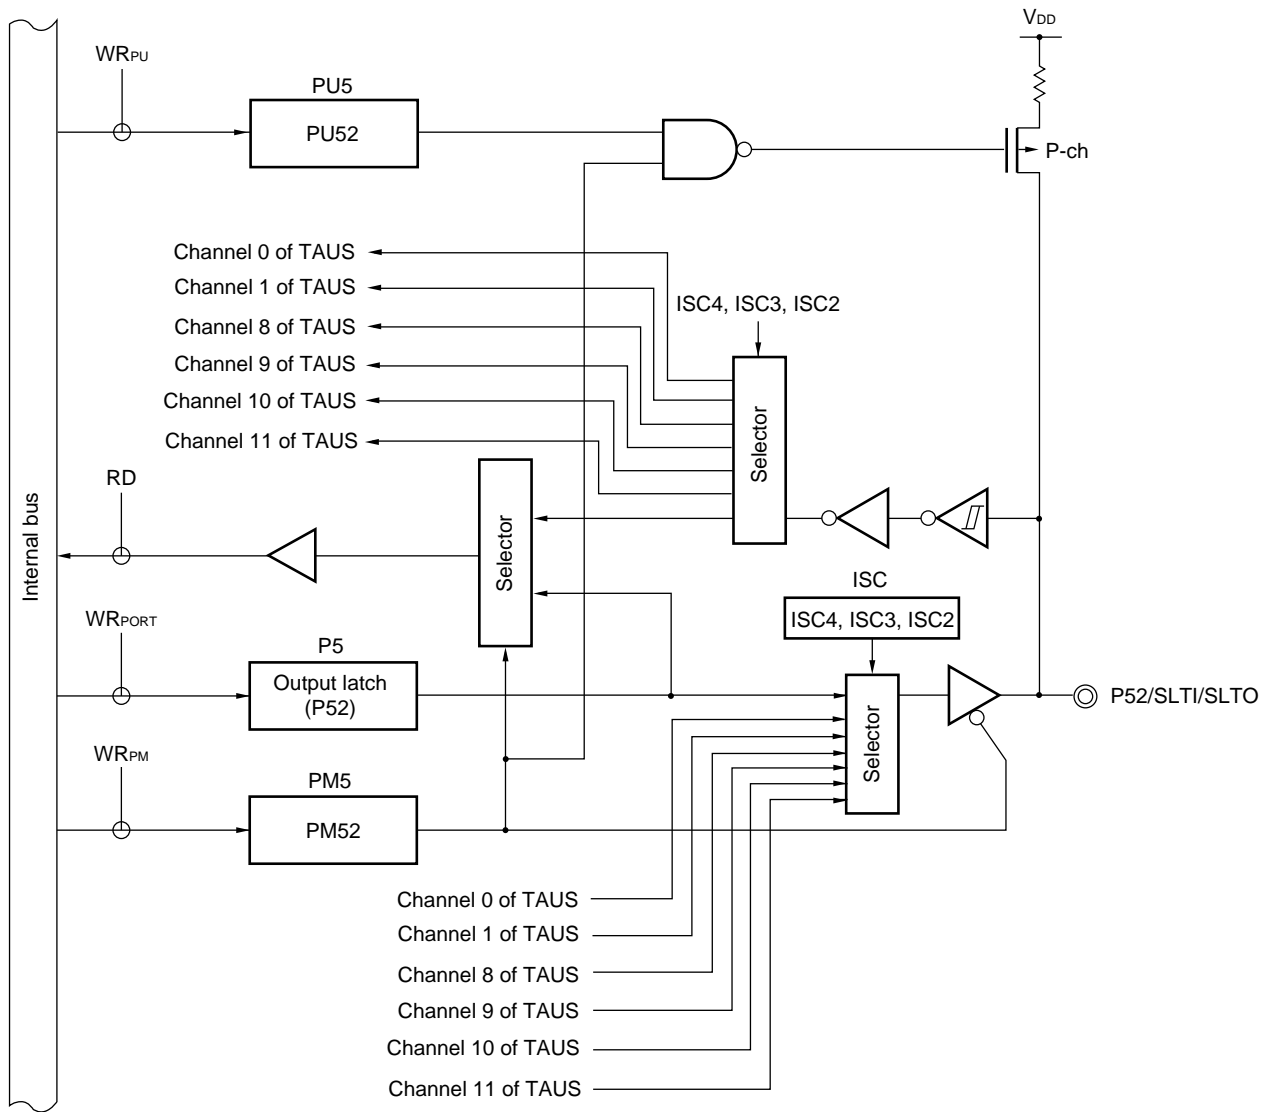 VDD
WRPU
PU5
PU52
P-ch
Channel 0 of TAUS
Channel 1 of TAUS
ISC4, ISC3, ISC2
Channel 8 of TAUS
Channel 9 of TAUS
Channel 10 of TAUS
Channel 11 of TAUS
Selector
RD
Selector
Internal bus
ISC
ISC4, ISC3, ISC2
WRPORT
P5
Output latch
(P52)
Selector
P52/SLTI/SLTO
WRPM
PM5
PM52
Channel 0 of TAUS
Channel 1 of TAUS
Channel 8 of TAUS
Channel 9 of TAUS
Channel 10 of TAUS
Channel 11 of TAUS